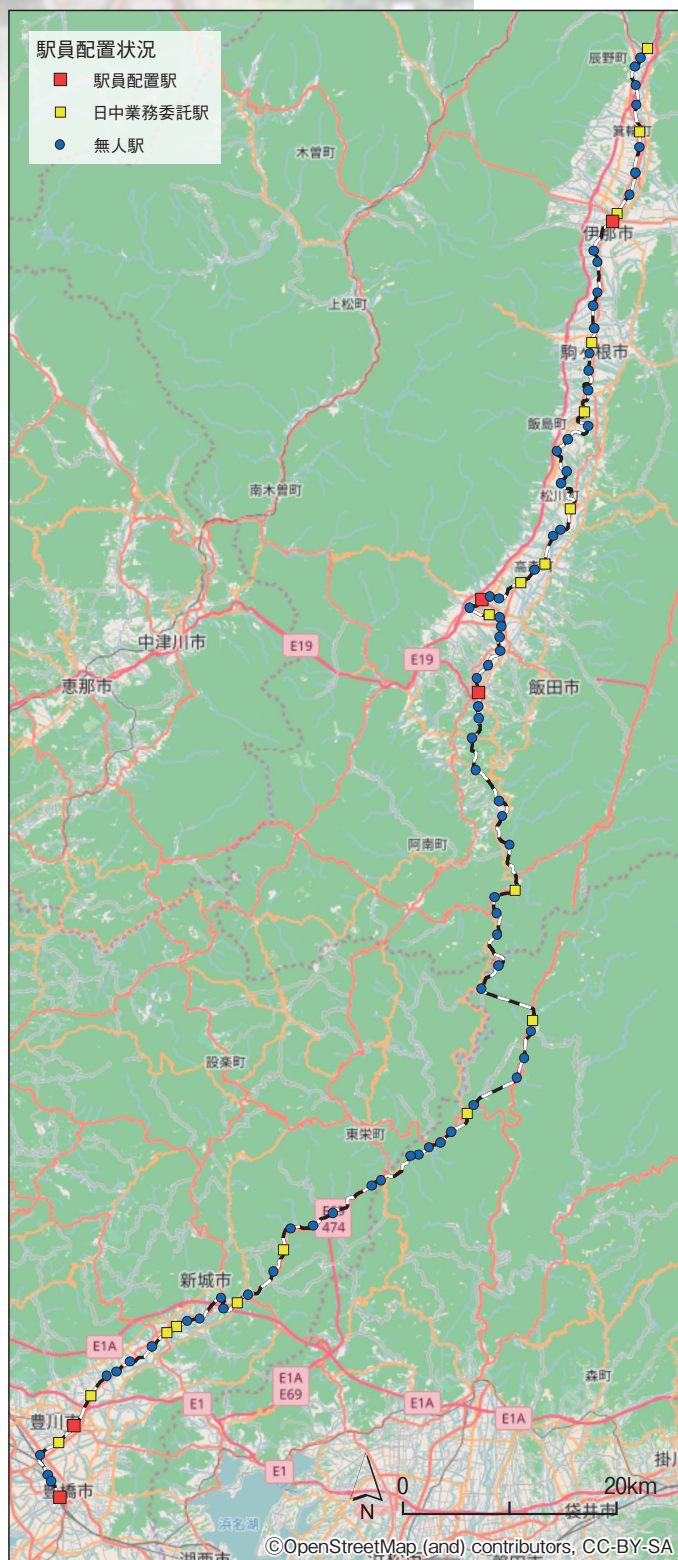 駅員配置状況
駅員配置駅
日中業務委託駅
無人駅
辰野町
箕輪町
木曽町
伊那市
上松町
駒ヶ根市
飯島町
南木曽町
松川町
高森町
中津川市
E19
E19
恵那市
飯田市
阿南町
設楽町
東栄町
474
新城市
E1A
E1A
E69
森町
E1
E1A
E1A
豊川市
掛川
E1
0
20km
豊橋市
N
袋井市
浜名湖
©OpenStreetMap (and) contributors, CC-BY-SA
湖西市